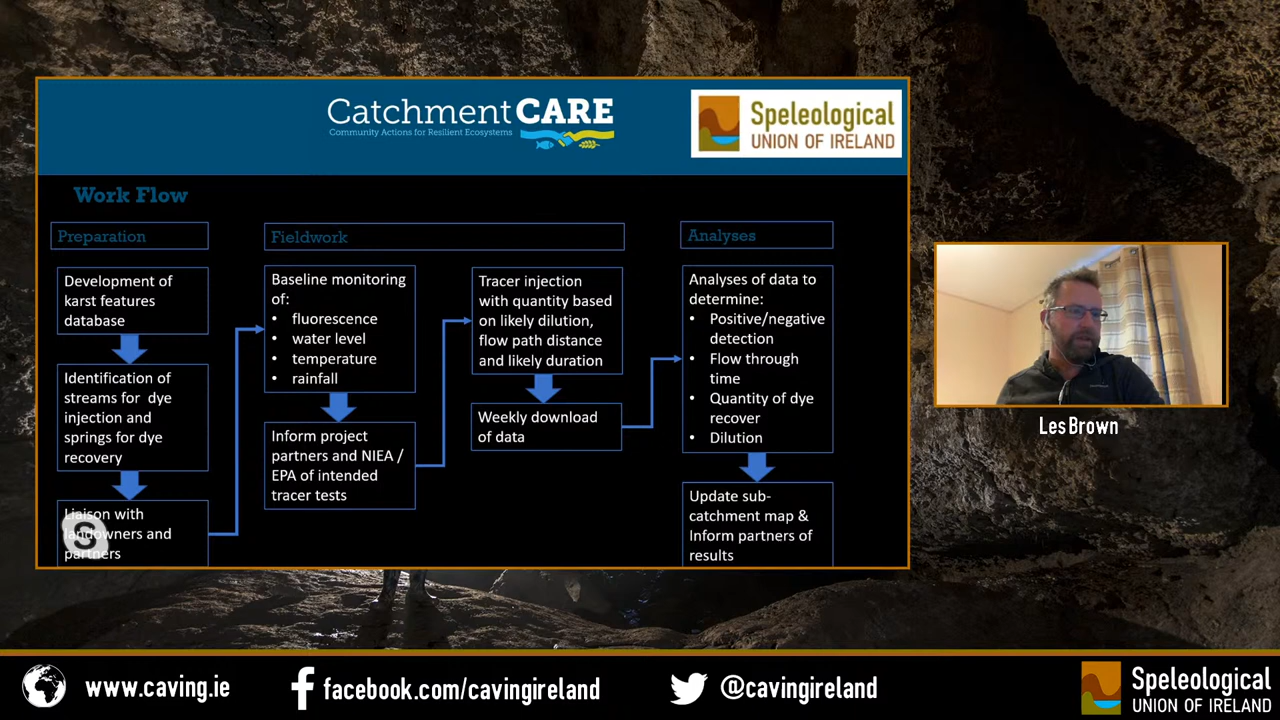 CatchmentCARE
Community Actions for Resilient Ecosystems
Speleological
UNION OF IRELAND
Work Flow
Preparation
Development of
karst features
database
Identification of
streams for dye
injection and
springs for dye
recovery
Liaison with
landowners and
partners
Fieldwork
Baseline monitoring
of:
• fluorescence
• water level
• temperature
• rainfall
Inform project
partners and NIEA /
EPA of intended
tracer tests
Tracer injection
with quantity based
on likely dilution,
flow path distance
and likely duration
Weekly download
of data
Analyses
Analyses of data to
determine:
• Positive/negative
detection
• Flow through
time
• Quantity of dye
recover
• Dilution
Update sub-
catchment map &
Inform partners of
results
Les Brown
www.caving.ie
facebook.com/cavingireland
@cavingireland
Speleological
UNION OF IRELAND